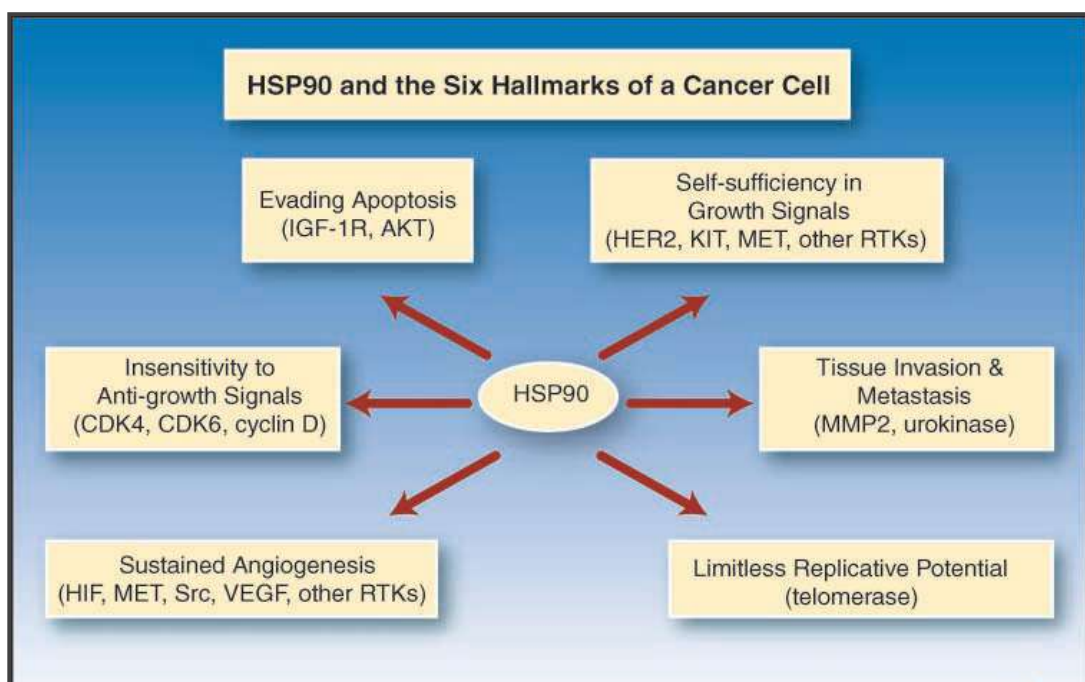 HSP90 and the Six Hallmarks of a Cancer Cell
Evading Apoptosis
(IGF-1R, AKT)
Self-sufficiency in
Growth Signals
(HER2, KIT, MET, other RTKs)
Insensitivity to
Anti-growth Signals
(CDK4, CDK6, cyclin D)
HSP90
Tissue Invasion &
Metastasis
(MMP2, urokinase)
Sustained Angiogenesis
(HIF, MET, Src, VEGF, other RTKs)
Limitless Replicative Potential
(telomerase)